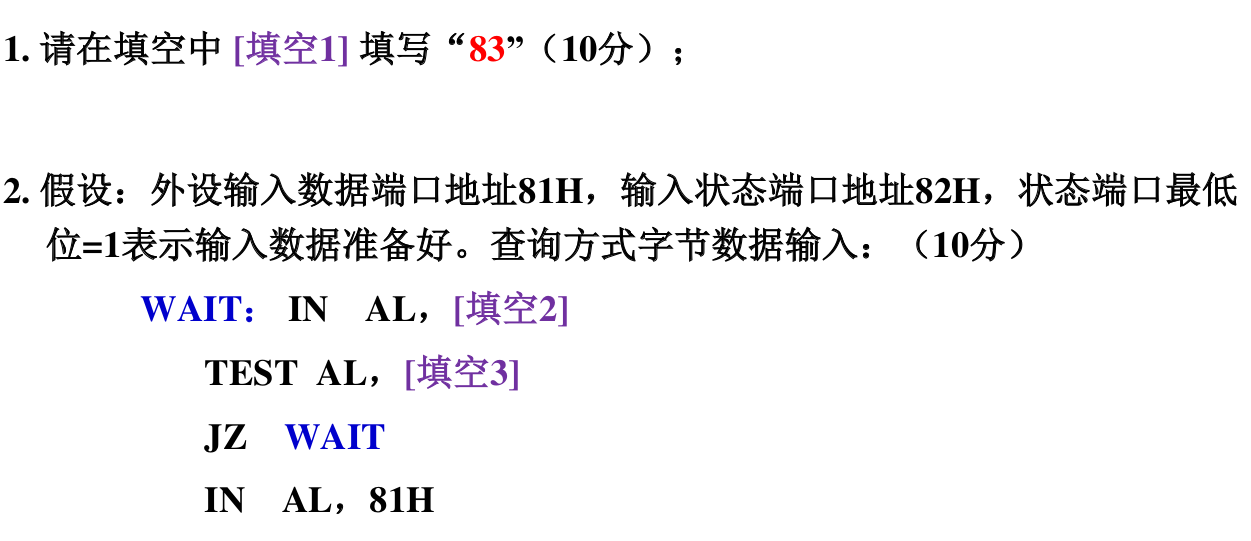 1. 请在填空中 [填空1] 填写“83”（10分）；
2. 假设：外设输入数据端口地址81H，输入状态端口地址82H，状态端口最低
位=1表示输入数据准备好。查询方式字节数据输入：（10分）
WAIT： IN AL，[填空2]
TEST AL，[填空3]
JZ WAIT
IN AL，81H